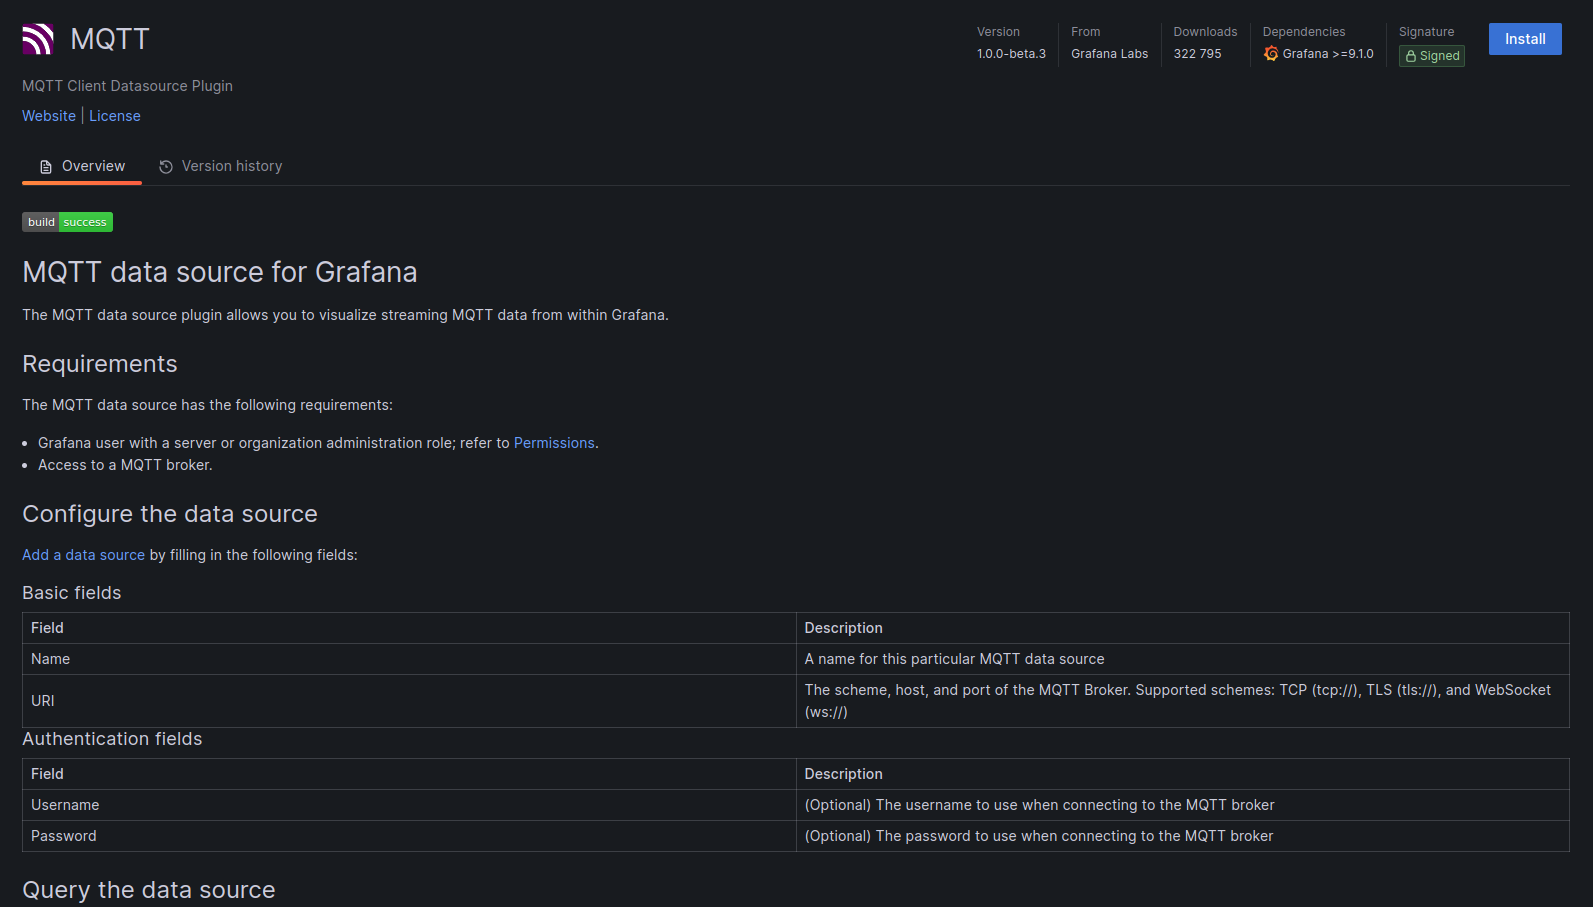 MQTT
Version
1.0.0-beta.3
From
Grafana Labs
Downloads
322 795
Dependencies
Grafana >=9.1.0
Signature
Signed
Install
MQTT Client Datasource Plugin
Website | License
Overview
Version history
build success
MQTT data source for Grafana
The MQTT data source plugin allows you to visualize streaming MQTT data from within Grafana.
Requirements
The MQTT data source has the following requirements:
• Grafana user with a server or organization administration role; refer to Permissions.
• Access to a MQTT broker.
Configure the data source
Add a data source by filling in the following fields:
Basic fields
Field Description
Name A name for this particular MQTT data source
URI The scheme, host, and port of the MQTT Broker. Supported schemes: TCP (tcp://), TLS (tls://), and WebSocket
(ws://)
Authentication fields
Field Description
Username (Optional) The username to use when connecting to the MQTT broker
Password (Optional) The password to use when connecting to the MQTT broker
Query the data source